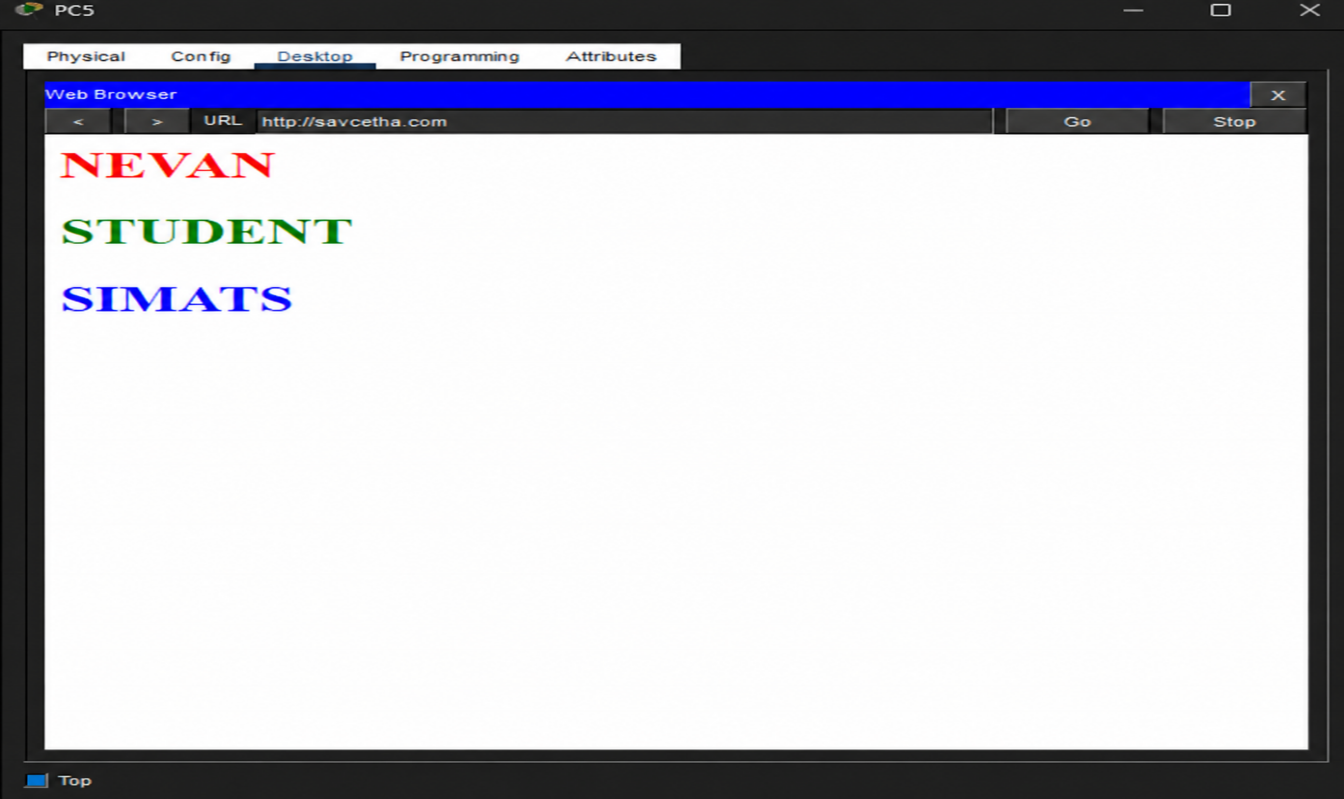 PC5
Physical Config Desktop Programming Attributes
Web Browser X
< > URL http://savcetha.com Go Stop
NEVAN
STUDENT
SIMATS
Top